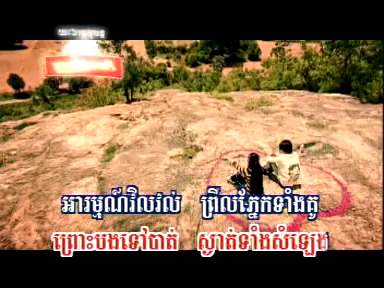 អារម្មណ៍វិលវល់ ព្រីលភ្នែកទាំងគូ
ព្រោះបងទៅបាត់ ស្ងាត់ទាំងសំឡេង